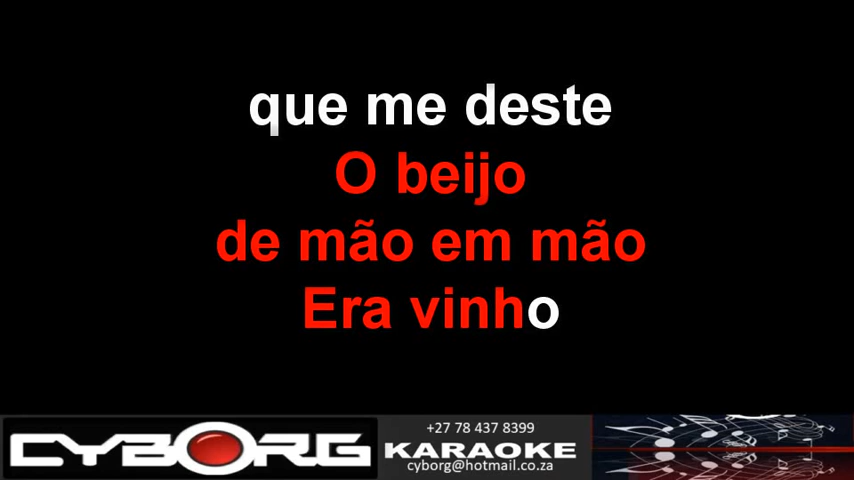 que me deste
O beijo
de mão em mão
Era vinho
CYBORG
+27 78 437 8399
KARAOKE
cyborg@hotmail.co.za